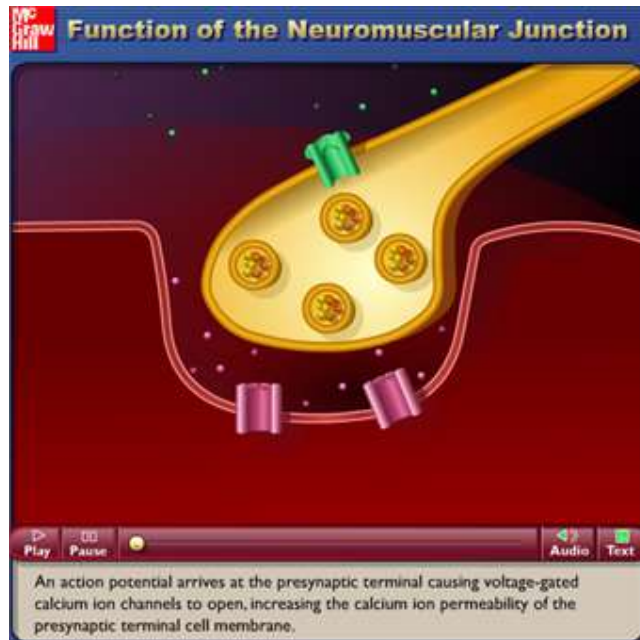 Mc
Graw
Hill
Function of the Neuromuscular Junction
Play
Pause
Audio
Text
An action potential arrives at the presynaptic terminal causing voltage-gated
calcium ion channels to open, increasing the calcium ion permeability of the
presynaptic terminal cell membrane.